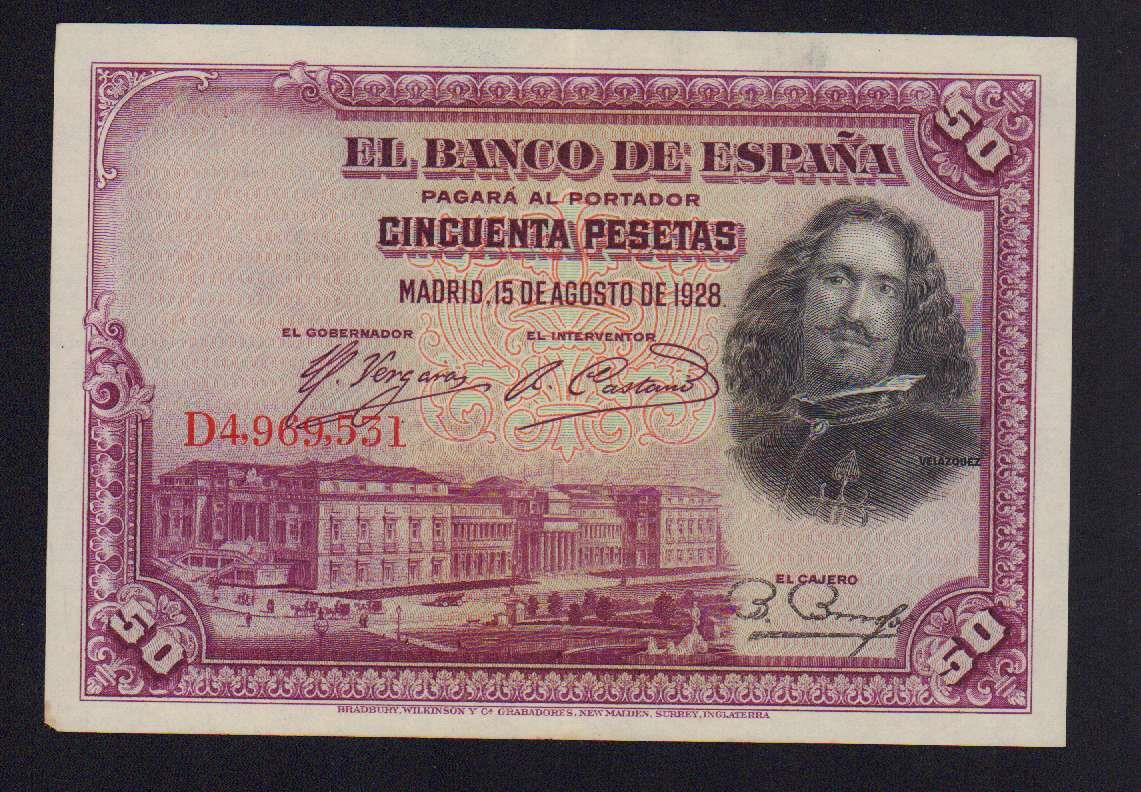 50
EL BANCO DE ESPAÑA
PAGARÁ AL PORTADOR
CINCUENTA PESETAS
MADRID, 15 DE AGOSTO DE 1928
EL GOBERNADOR EL INTERVENTOR
D4,969,531
VELAZQUEZ
EL CAJERO
50 50
BRADBURY, WILKINSON Y Cª GRABADORES, NEW MALDEN, SURREY, INGLATERRA